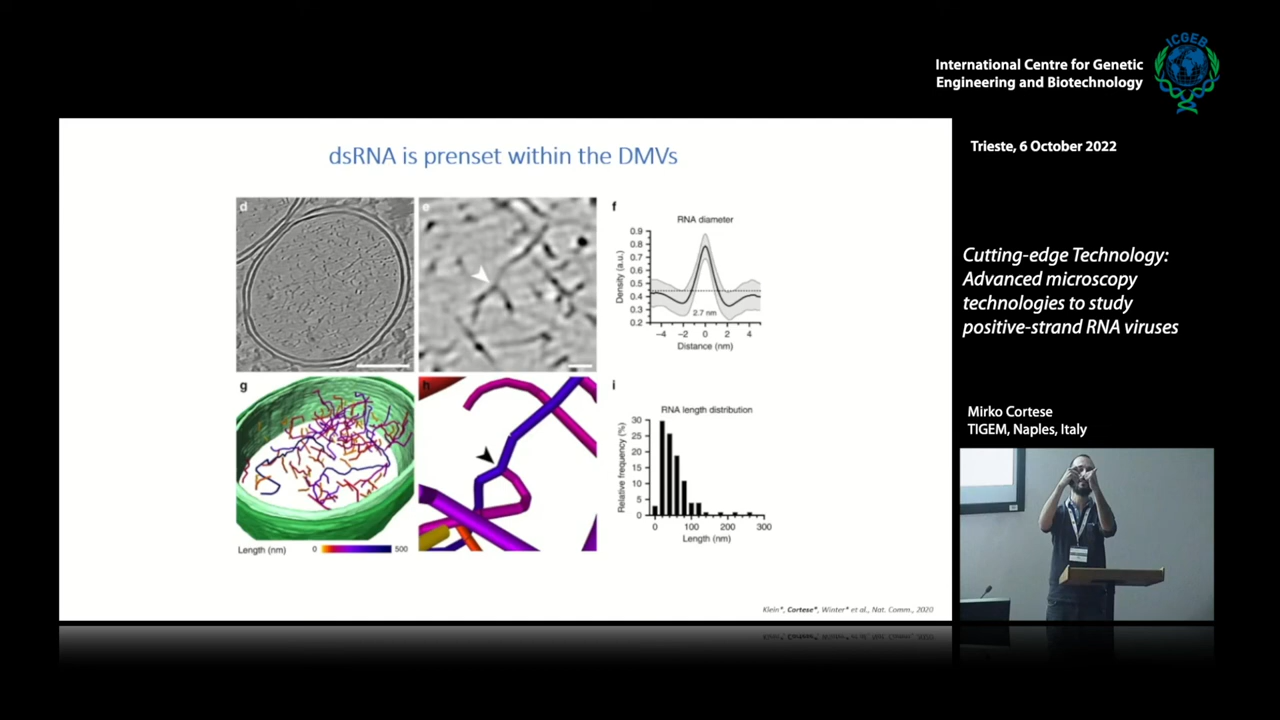 ICGEB
International Centre for Genetic
Engineering and Biotechnology
Trieste, 6 October 2022
dsRNA is prenset within the DMVs
d
e
f
RNA diameter
Density (a.u.)
0.9
0.8
0.7
0.6
0.5
0.4
0.3
0.2
2.7 nm
−4 −2 0 2 4
Distance (nm)
g
h
i
RNA length distribution
Relative frequency (%)
30
25
20
15
10
5
0
0 100 200 300
Length (nm)
Length (nm) 0 500
Klein*, Cortese*, Winter* et al., Nat. Comm., 2020
Cutting-edge Technology:
Advanced microscopy
technologies to study
positive-strand RNA viruses
Mirko Cortese
TIGEM, Naples, Italy